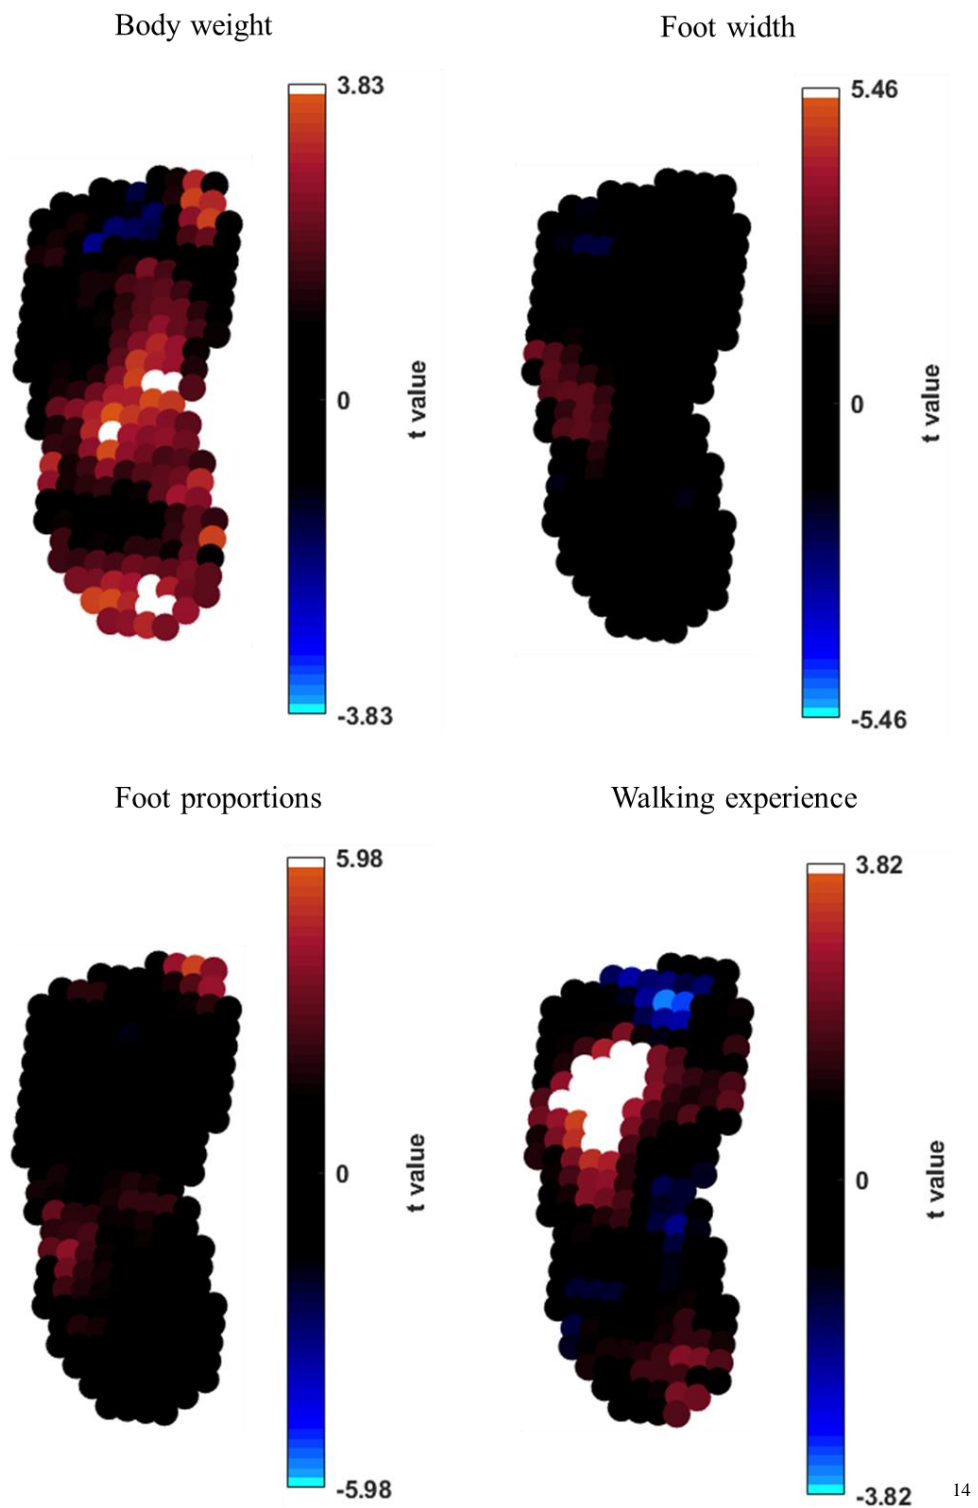 Body weight
Foot width
3.83
0
-3.83
t value
5.46
0
-5.46
t value
Foot proportions
Walking experience
5.98
0
-5.98
t value
3.82
0
-3.82
t value
14